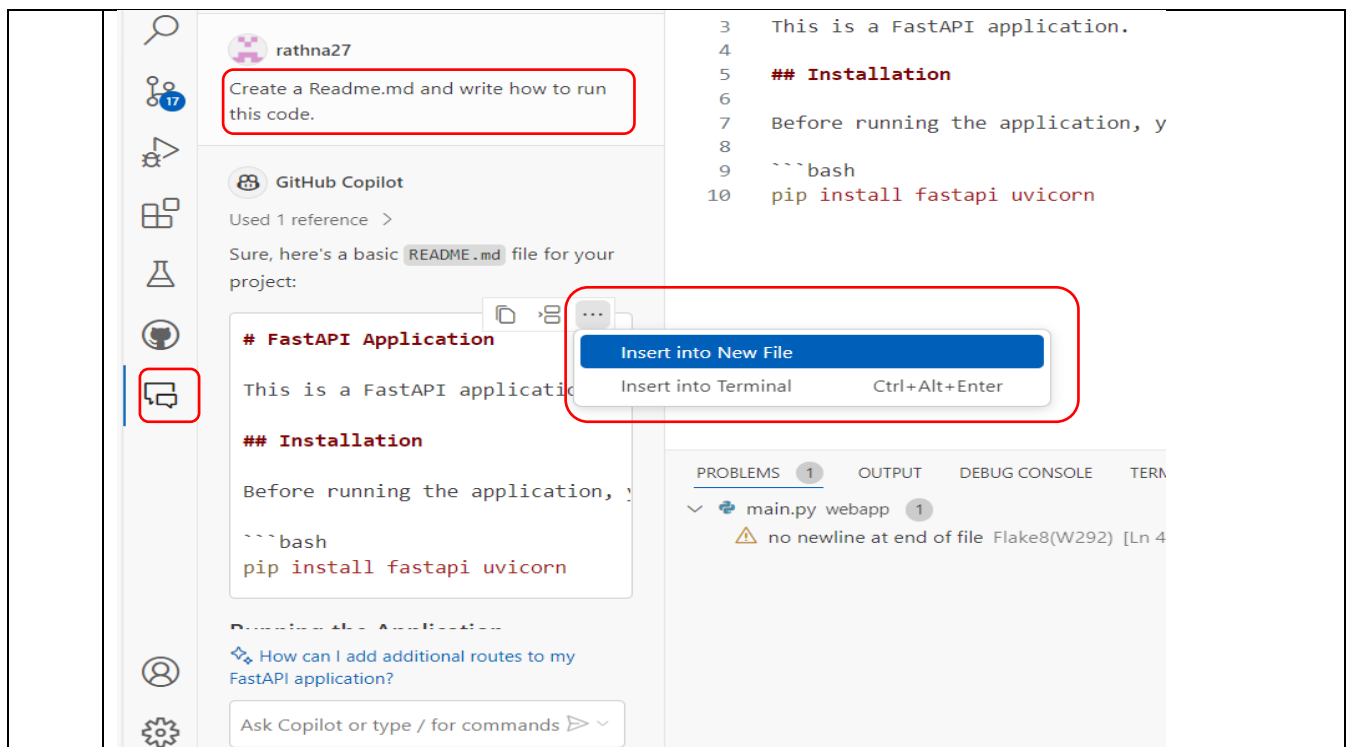 rathna27
Create a Readme.md and write how to run
this code.
17
GitHub Copilot
Used 1 reference >
Sure, here's a basic README.md file for your
project:
# FastAPI Application
This is a FastAPI applicatio
## Installation
Before running the application, y
```bash
pip install fastapi uvicorn
Running the Application
How can I add additional routes to my
FastAPI application?
Ask Copilot or type / for commands
3 This is a FastAPI application.
4
5 ## Installation
6
7 Before running the application, y
8
9 ```bash
10 pip install fastapi uvicorn
...
Insert into New File
Insert into Terminal Ctrl+Alt+Enter
PROBLEMS 1 OUTPUT DEBUG CONSOLE TERM
main.py webapp 1
no newline at end of file Flake8(W292) [Ln 4